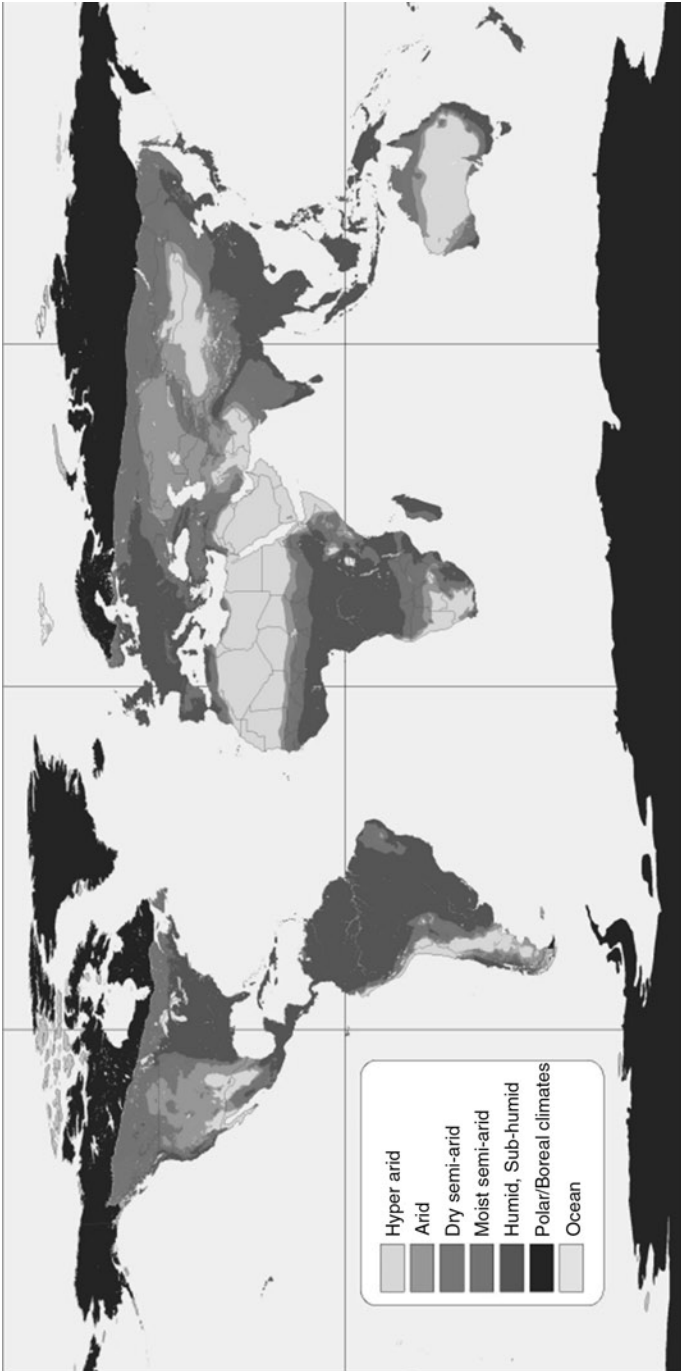 Hyper arid
Arid
Dry semi-arid
Moist semi-arid
Humid, Sub-humid
Polar/Boreal climates
Ocean